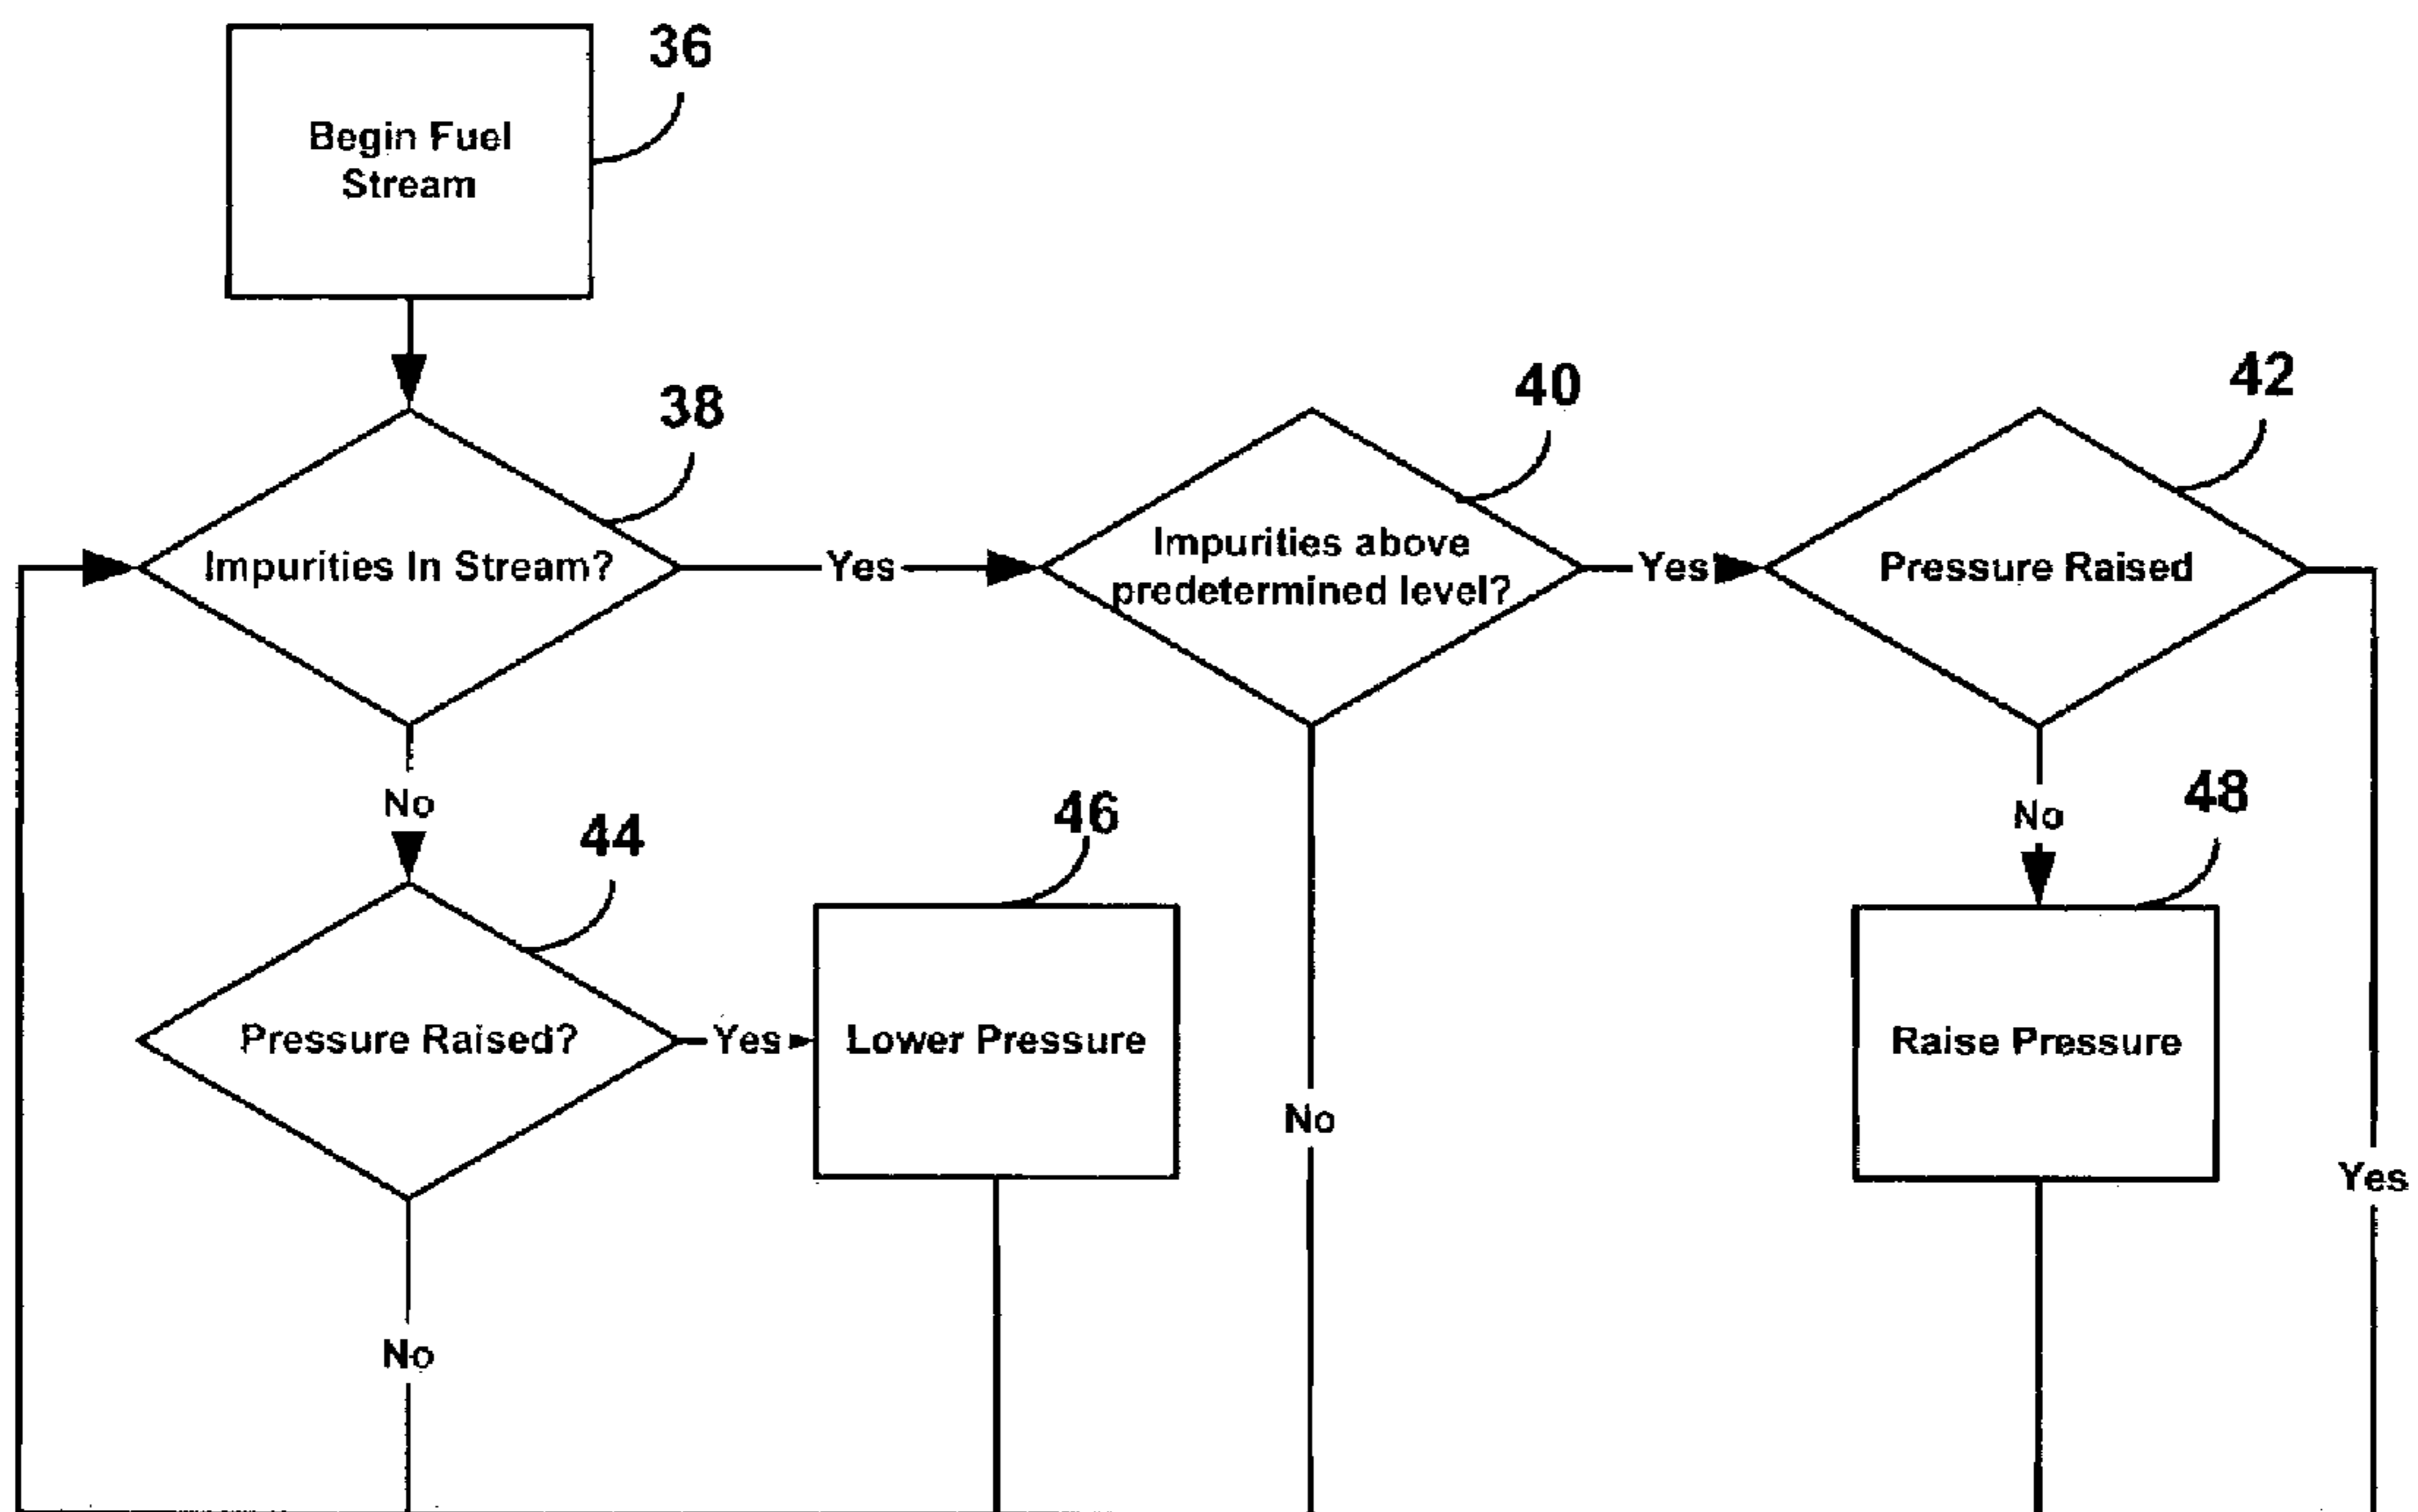 36
Begin Fuel
Stream
38
40
42
Impurities In Stream?
Yes
Impurities above
predetermined level?
Yes
Pressure Raised
No
44
46
No
48
Pressure Raised?
Yes
Lower Pressure
No
Raise Pressure
Yes
No